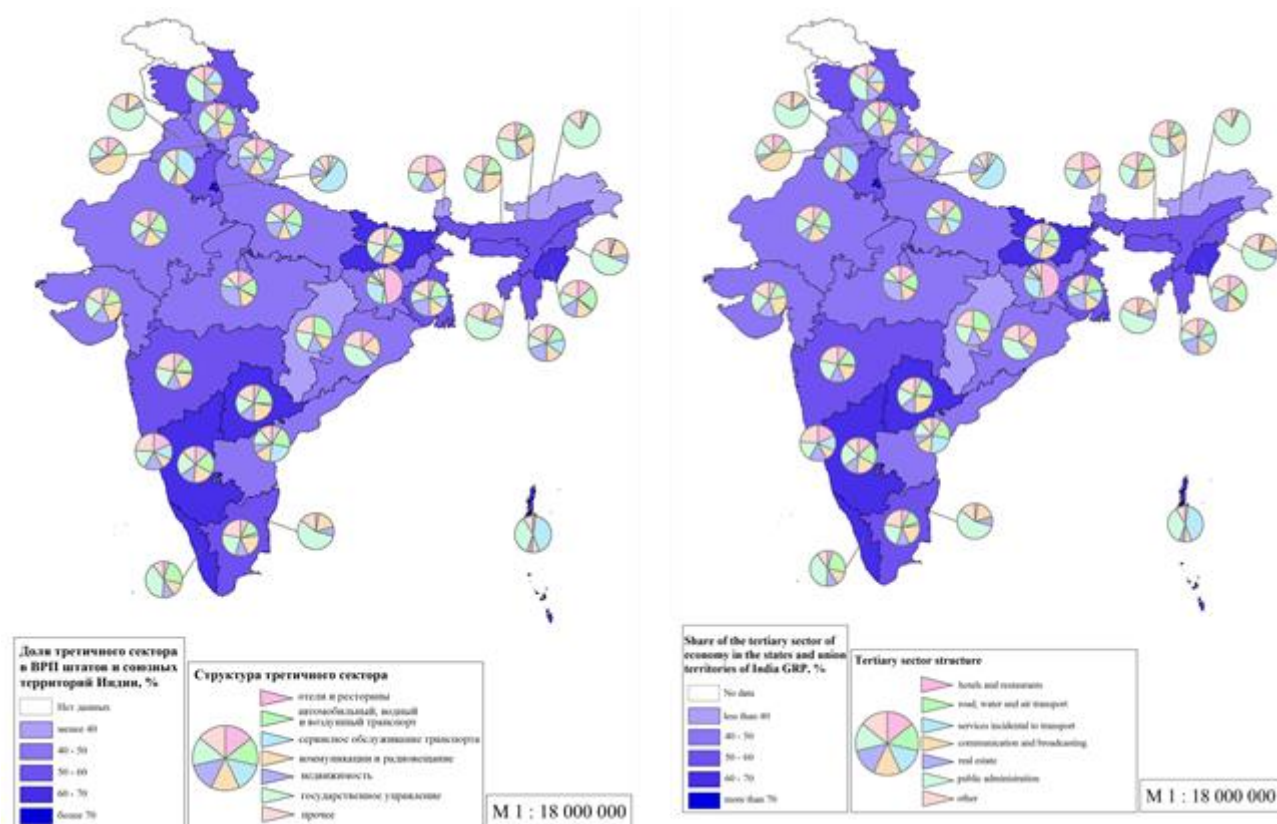 Доля третичного сектора
в ВРП штатов и союзных
территорий Индии, %
Нет данных
менее 40
40 - 50
50 - 60
60 - 70
более 70
Структура третичного сектора
отели и рестораны
автомобильный, водный
и воздушный транспорт
сервисное обслуживание транспорта
коммуникации и радиовещание
недвижимость
государственное управление
прочее
М 1 : 18 000 000
Share of the tertiary sector of
economy in the states and union
territories of India GRP, %
No data
less than 40
40 - 50
50 - 60
60 - 70
more than 70
Tertiary sector structure
hotels and restaurants
road, water and air transport
services incidental to transport
communication and broadcasting
real estate
public administration
other
М 1 : 18 000 000